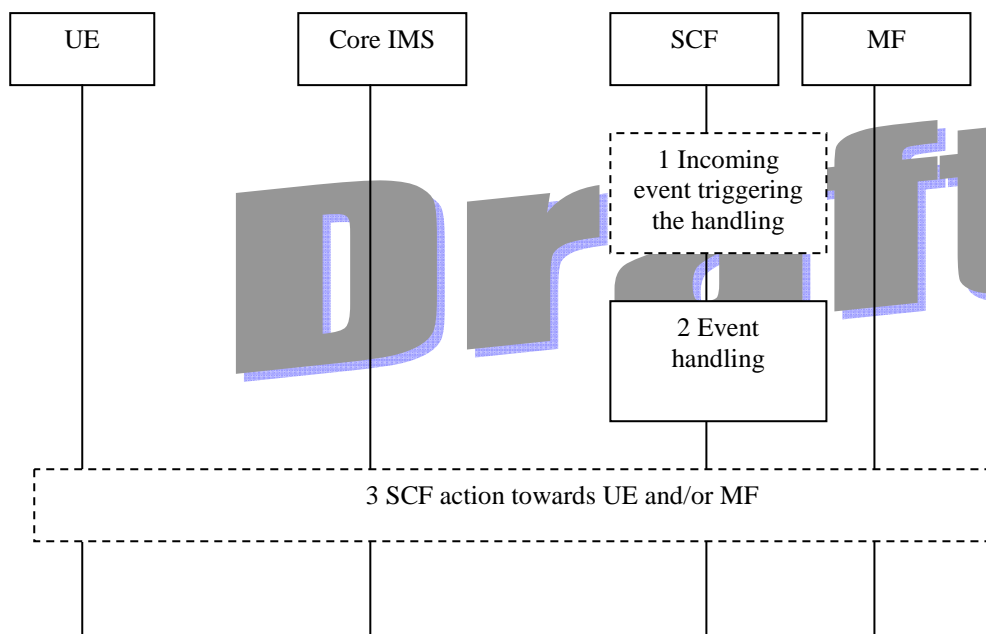 UE
Core IMS
SCF
MF
Draft
1 Incoming
event triggering
the handling
2 Event
handling
3 SCF action towards UE and/or MF